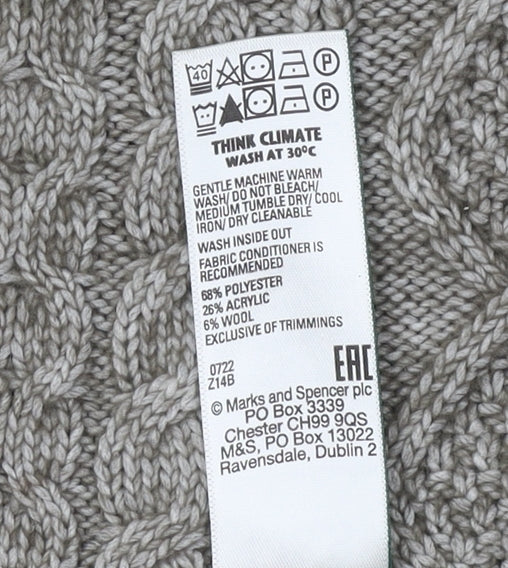 40 P
P
THINK CLIMATE
WASH AT 30ºC
GENTLE MACHINE WARM
WASH/ DO NOT BLEACH/
MEDIUM TUMBLE DRY/ COOL
IRON/ DRY CLEANABLE
WASH INSIDE OUT
FABRIC CONDITIONER IS
RECOMMENDED
68% POLYESTER
26% ACRYLIC
6% WOOL
EXCLUSIVE OF TRIMMINGS
0722
Z14B
EAC
© Marks and Spencer plc
PO Box 3339
Chester CH99 9QS
M&S, PO Box 13022
Ravensdale, Dublin 2